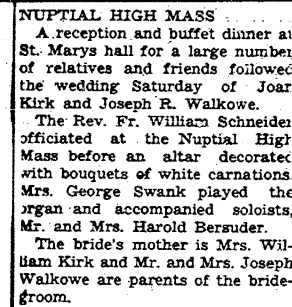 NUPTIAL HIGH MASS
A reception and buffet dinner at
St. Marys hall for a large number
of relatives and friends followed
the wedding Saturday of Joan
Kirk and Joseph R. Walkowe.
The Rev. Fr. William Schneider
officiated at the Nuptial High
Mass before an altar decorated
with bouquets of white carnations.
Mrs. George Swank played the
organ and accompanied soloists,
Mr. and Mrs. Harold Bersuder.
The bride's mother is Mrs. Wil-
liam Kirk and Mr. and Mrs. Joseph
Walkowe are parents of the bride-
groom.